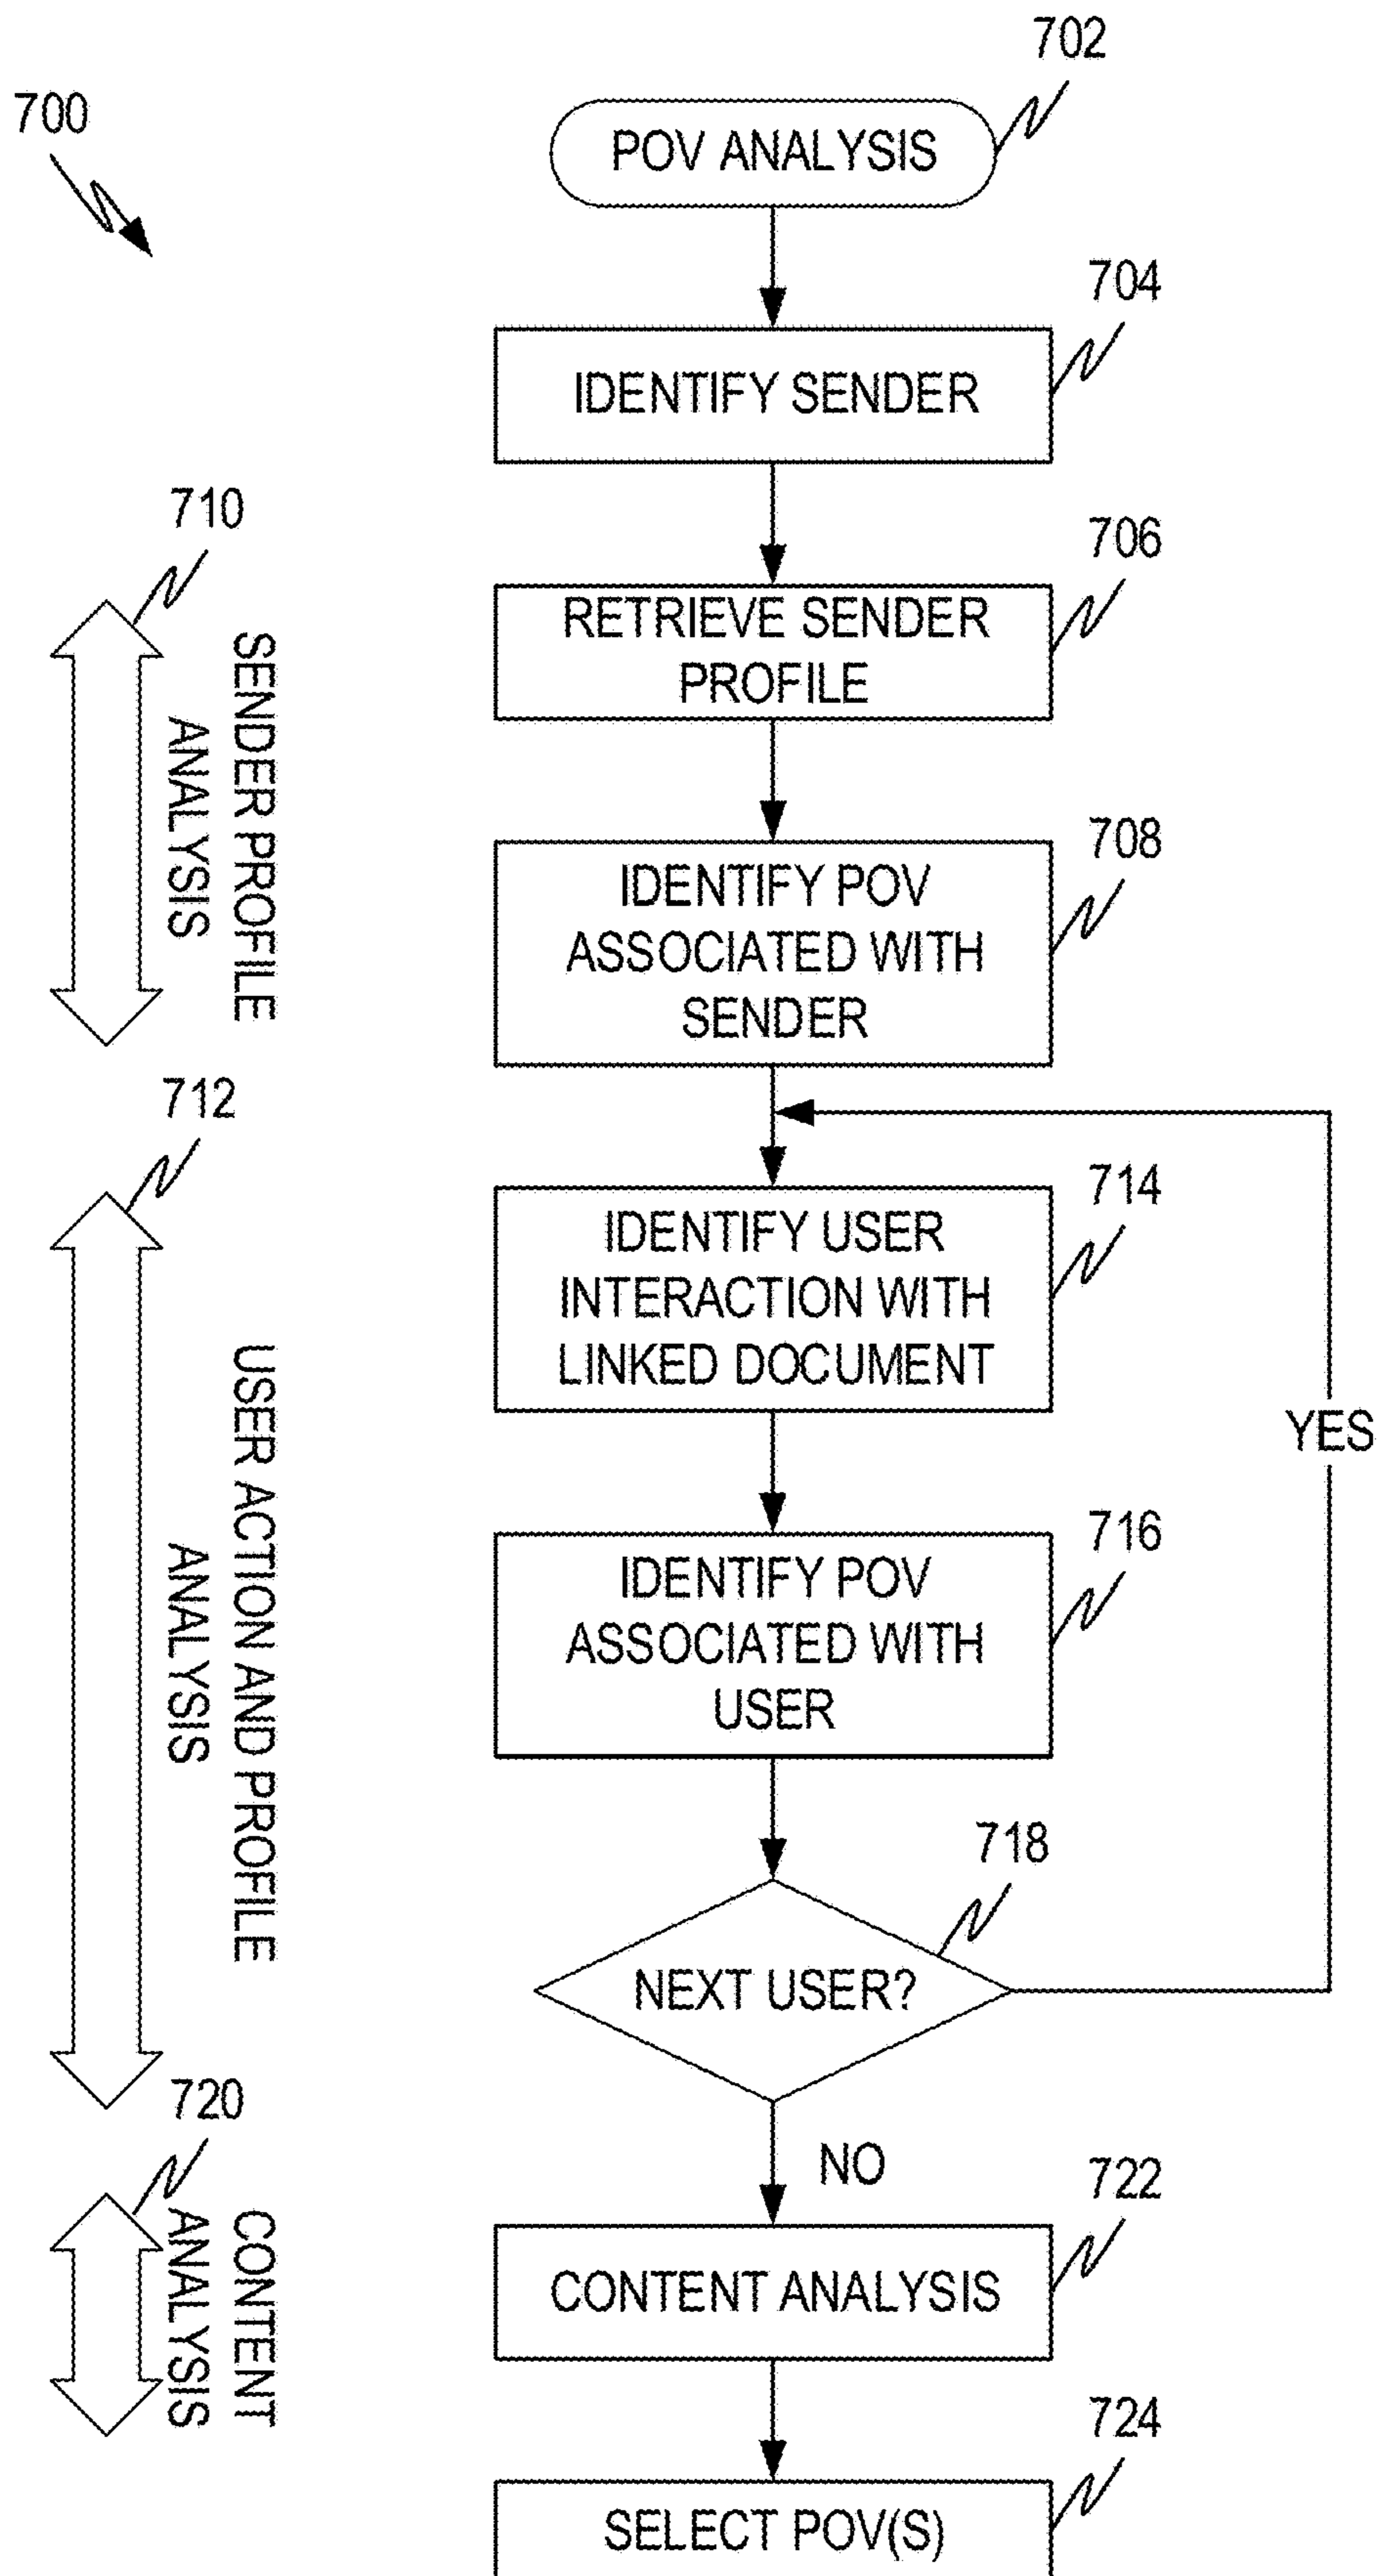 702
700
POV ANALYSIS
704
IDENTIFY SENDER
710
706
RETRIEVE SENDER
PROFILE
SENDER PROFILE
ANALYSIS
708
IDENTIFY POV
ASSOCIATED WITH
SENDER
712
714
IDENTIFY USER
INTERACTION WITH
LINKED DOCUMENT
YES
USER ACTION AND PROFILE
ANALYSIS
716
IDENTIFY POV
ASSOCIATED WITH
USER
718
NEXT USER?
720
NO
722
CONTENT
ANALYSIS
CONTENT ANALYSIS
724
SELECT POV(S)